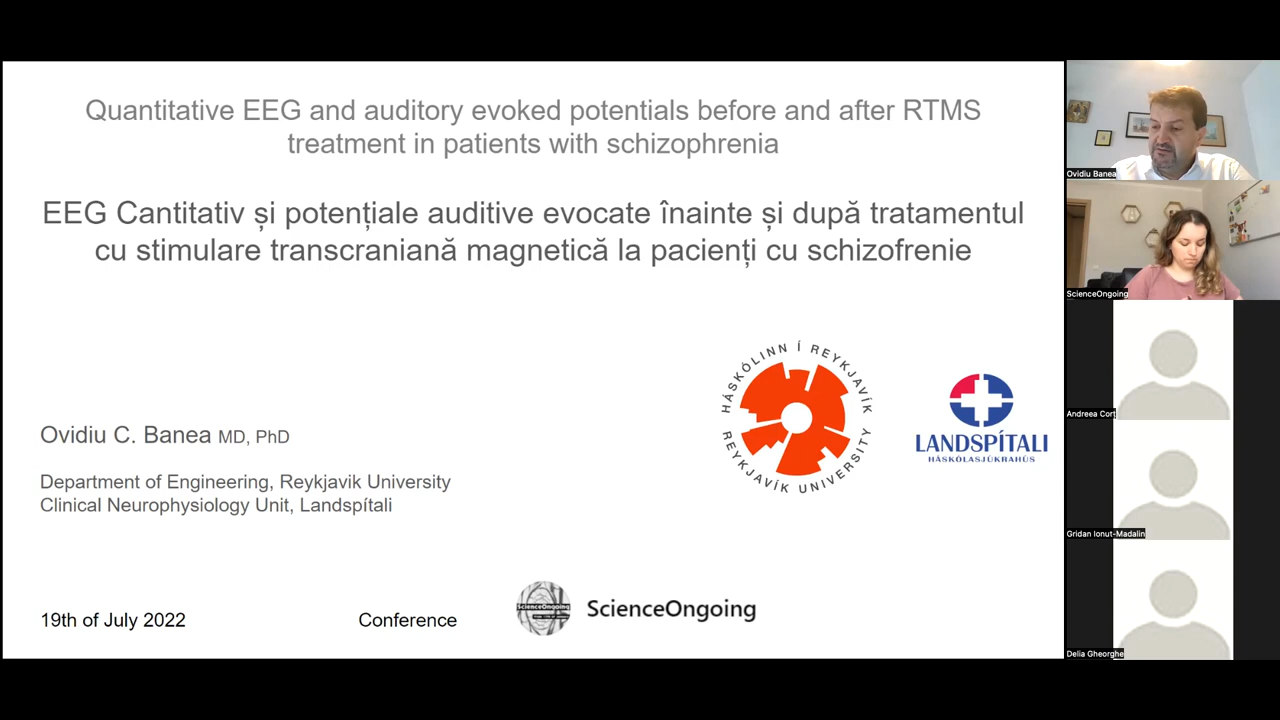 Quantitative EEG and auditory evoked potentials before and after RTMS
treatment in patients with schizophrenia
EEG Cantitativ și potențiale auditive evocate înainte și după tratamentul
cu stimulare transcraniană magnetică la pacienți cu schizofrenie
HÁSKÓLINN Í REYKJAVÍK
REYKJAVÍK UNIVERSITY
LANDSPÍTALI
HÁSKÓLASJÚKRAHÚS
Ovidiu C. Banea MD, PhD
Department of Engineering, Reykjavik University
Clinical Neurophysiology Unit, Landspítali
19th of July 2022
Conference
ScienceOngoing
ScienceOngoing
Ovidiu Banea
ScienceOngoing
Andreea Corț
Gridan Ionut-Madalin
Delia Gheorghe